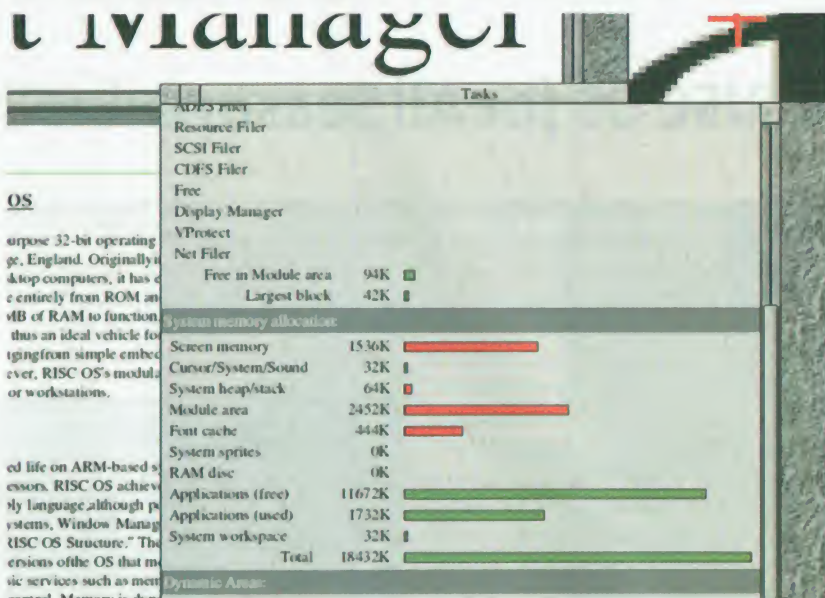 t Manager
Tasks
ADFS Filer
Resource Filer
SCSI Filer
CDFS Filer
Free
Display Manager
VProtect
Net Filer
Free in Module area 94K
Largest block 42K
System memory allocation:
Screen memory 1536K
Cursor/System/Sound 32K
System heap/stack 64K
Module area 2452K
Font cache 444K
System sprites 0K
RAM disc 0K
Applications (free) 11672K
Applications (used) 1732K
System workspace 32K
Total 18432K
Dynamic Areas:
OS
urpose 32-bit operating
ge, England. Originally
sktop computers, it has
e entirely from ROM an
MB of RAM to function.
thus an ideal vehicle fo
gingfrom simple embed
ever, RISC OS's modula
or workstations.
ed life on ARM-based s
essors. RISC OS achiev
ly language,although p
ystems, Window Manag
RISC OS Structure." The
ersions ofthe OS that m
sic services such as mem